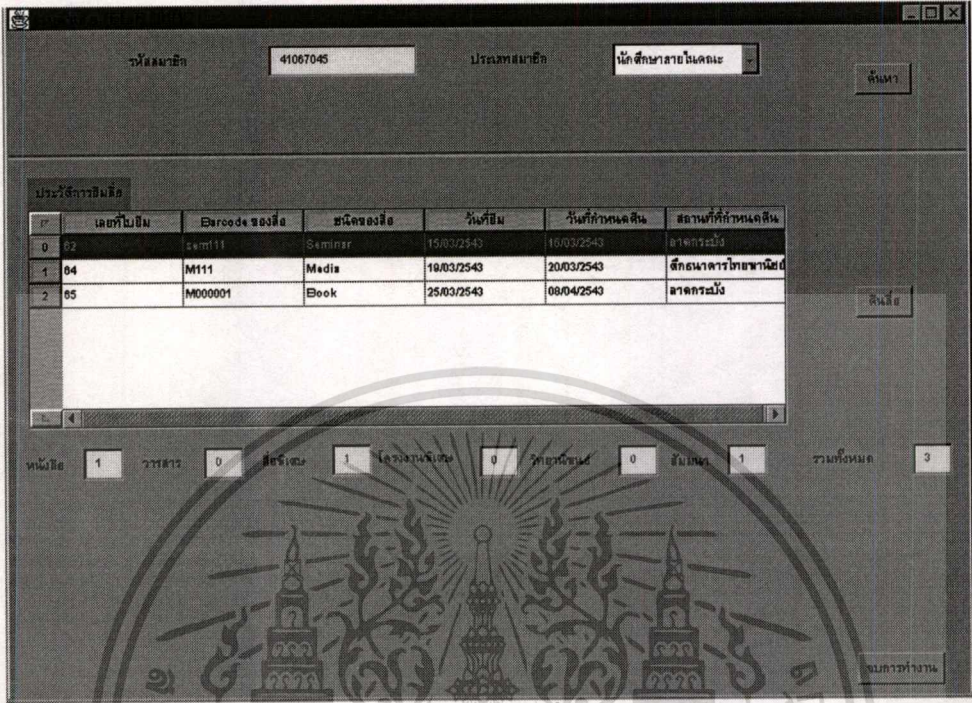 รหัสสมาชิก 41067045 ประเภทสมาชิก นักศึกษาภายในคณะ
ค้นหา
ประวัติการยืมสื่อ
เลขที่ใบยืม Barcode ของสื่อ ชนิดของสื่อ วันที่ยืม วันที่กำหนดคืน สถานที่ที่กำหนดคืน
0 62 sem111 Seminar 15/03/2543 16/03/2543 ลาดกระบัง
1 64 M111 Media 19/03/2543 20/03/2543 ตึกธนาคารไทยพาณิชย์
2 65 M000001 Book 25/03/2543 08/04/2543 ลาดกระบัง
คืนสื่อ
หนังสือ 1 วารสาร 0 สื่อพิเศษ 1 โครงงานพิเศษ 0 วิทยานิพนธ์ 0 สัมมนา 1 รวมทั้งหมด 3
จบการทำงาน